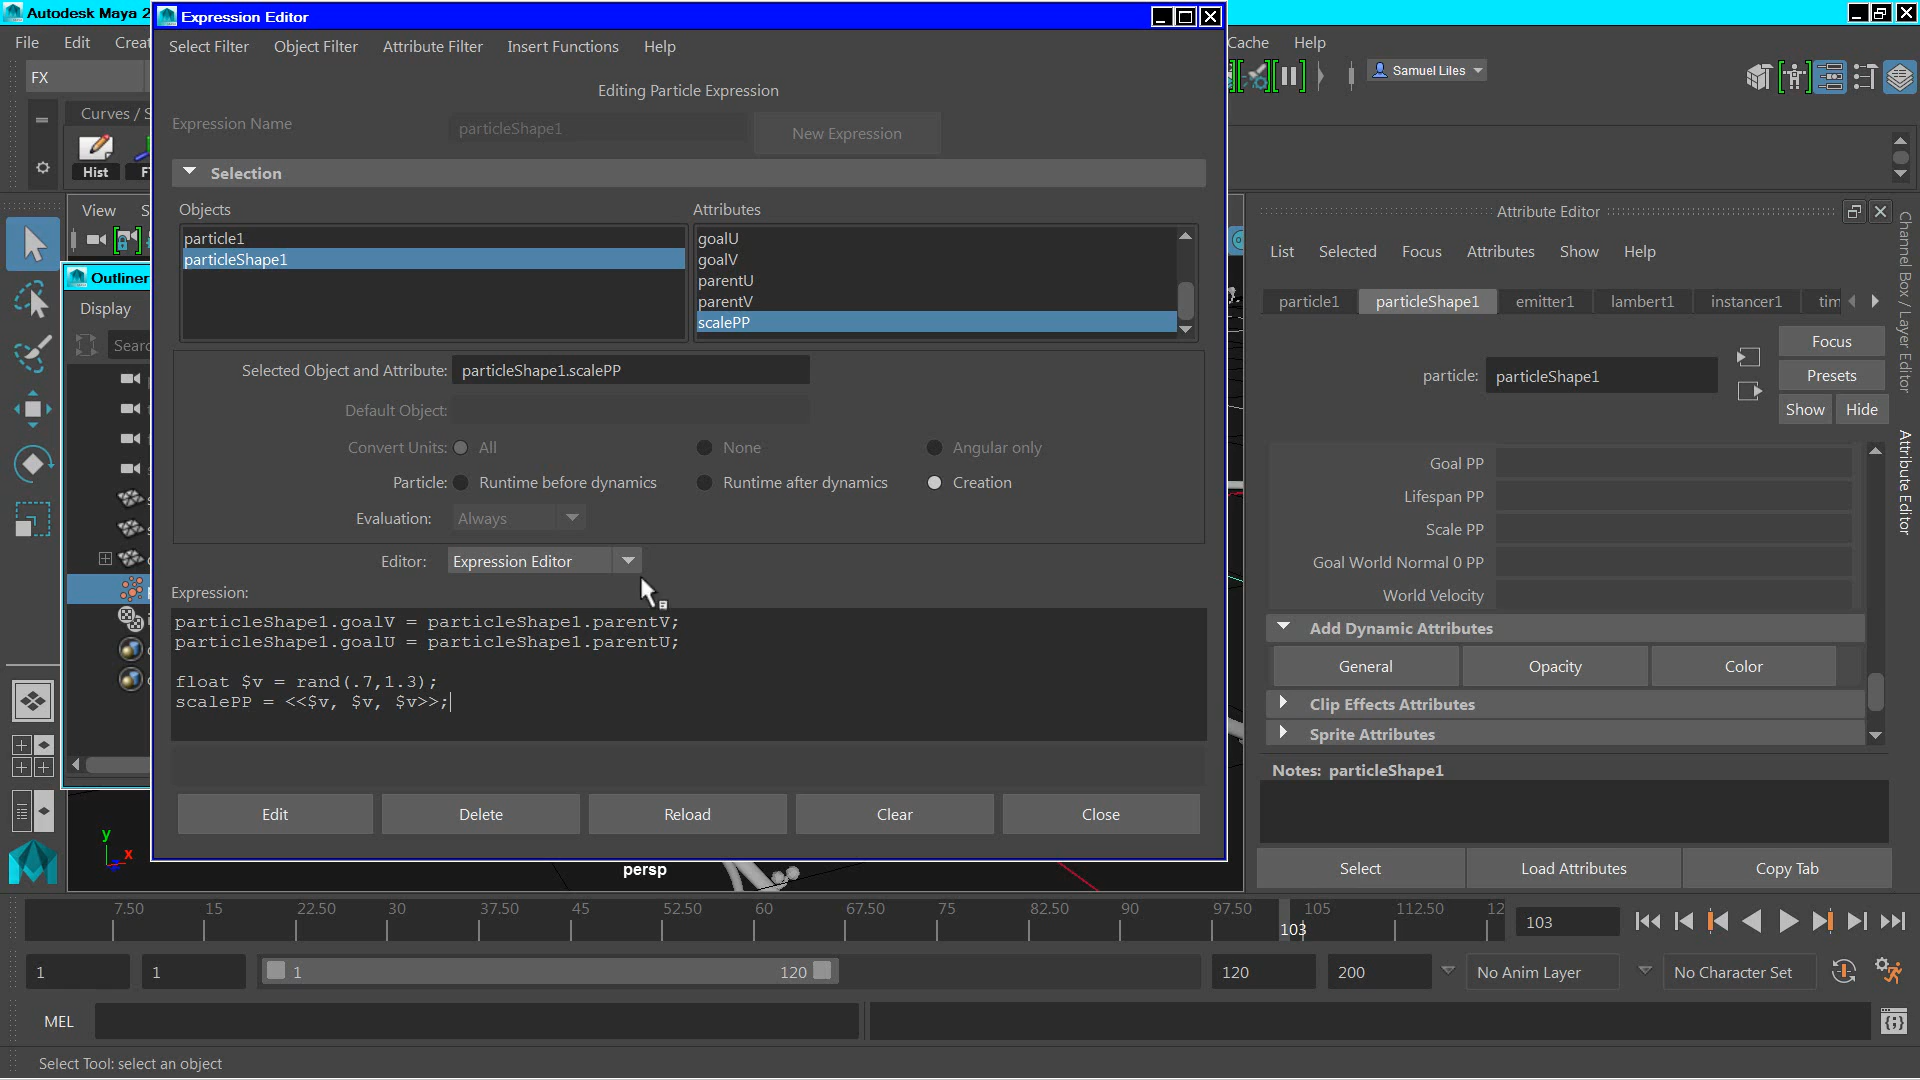 Autodesk Maya 2
Expression Editor
File
Edit
Select Filter
Object Filter
Attribute Filter
Insert Functions
Help
Cache
Help
FX
Samuel Liles
Editing Particle Expression
Expression Name
particleShape1
New Expression
Curves / S
Hist
Selection
View
Objects
Attributes
particle1
particleShape1
goalU
goalV
parentU
parentV
scalePP
Outliner
Display
Selected Object and Attribute:
particleShape1.scalePP
Default Object:
Convert Units:
All
None
Angular only
Particle:
Runtime before dynamics
Runtime after dynamics
Creation
Evaluation:
Always
Editor:
Expression Editor
Expression:
particleShape1.goalV = particleShape1.parentV;
particleShape1.goalU = particleShape1.parentU;
float $v = rand(.7,1.3);
scalePP = <<$v, $v, $v>>;
Edit
Delete
Reload
Clear
Close
Attribute Editor
List
Selected
Focus
Attributes
Show
Help
particle1
particleShape1
emitter1
lambert1
instancer1
tim
particle:
particleShape1
Focus
Presets
Show
Hide
Goal PP
Lifespan PP
Scale PP
Goal World Normal 0 PP
World Velocity
Add Dynamic Attributes
General
Opacity
Color
Clip Effects Attributes
Sprite Attributes
Notes: particleShape1
Select
Load Attributes
Copy Tab
Channel Box / Layer Editor
Attribute Editor
y
x
persp
7.50
15
22.50
30
37.50
45
52.50
60
67.50
75
82.50
90
97.50
105
112.50
12
103
103
1
1
1
120
120
200
No Anim Layer
No Character Set
MEL
Select Tool: select an object